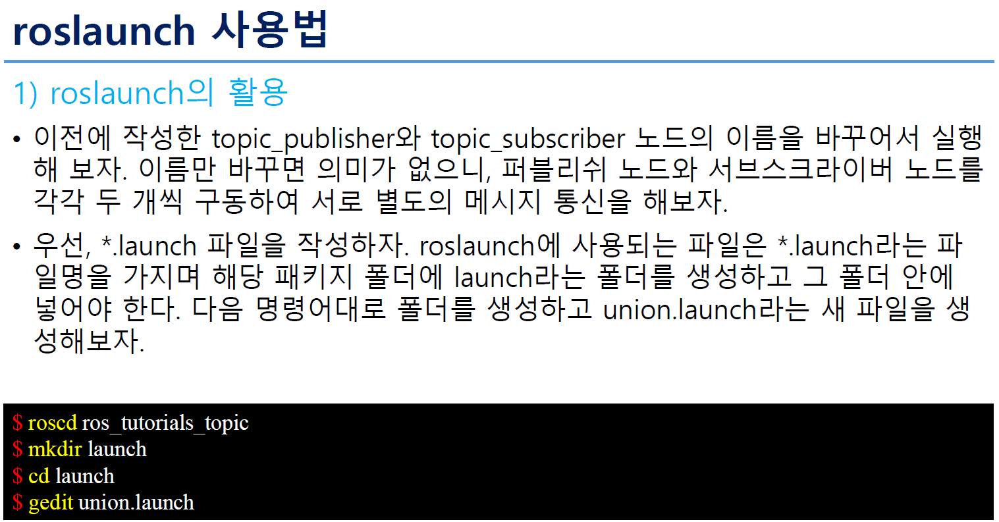 roslaunch 사용법
1) roslaunch의 활용
• 이전에 작성한 topic_publisher와 topic_subscriber 노드의 이름을 바꾸어서 실행
해 보자. 이름만 바꾸면 의미가 없으니, 퍼블리쉬 노드와 서브스크라이버 노드를
각각 두 개씩 구동하여 서로 별도의 메시지 통신을 해보자.
• 우선, *.launch 파일을 작성하자. roslaunch에 사용되는 파일은 *.launch라는 파
일명을 가지며 해당 패키지 폴더에 launch라는 폴더를 생성하고 그 폴더 안에
넣어야 한다. 다음 명령어대로 폴더를 생성하고 union.launch라는 새 파일을 생
성해보자.
$ roscd ros_tutorials_topic
$ mkdir launch
$ cd launch
$ gedit union.launch